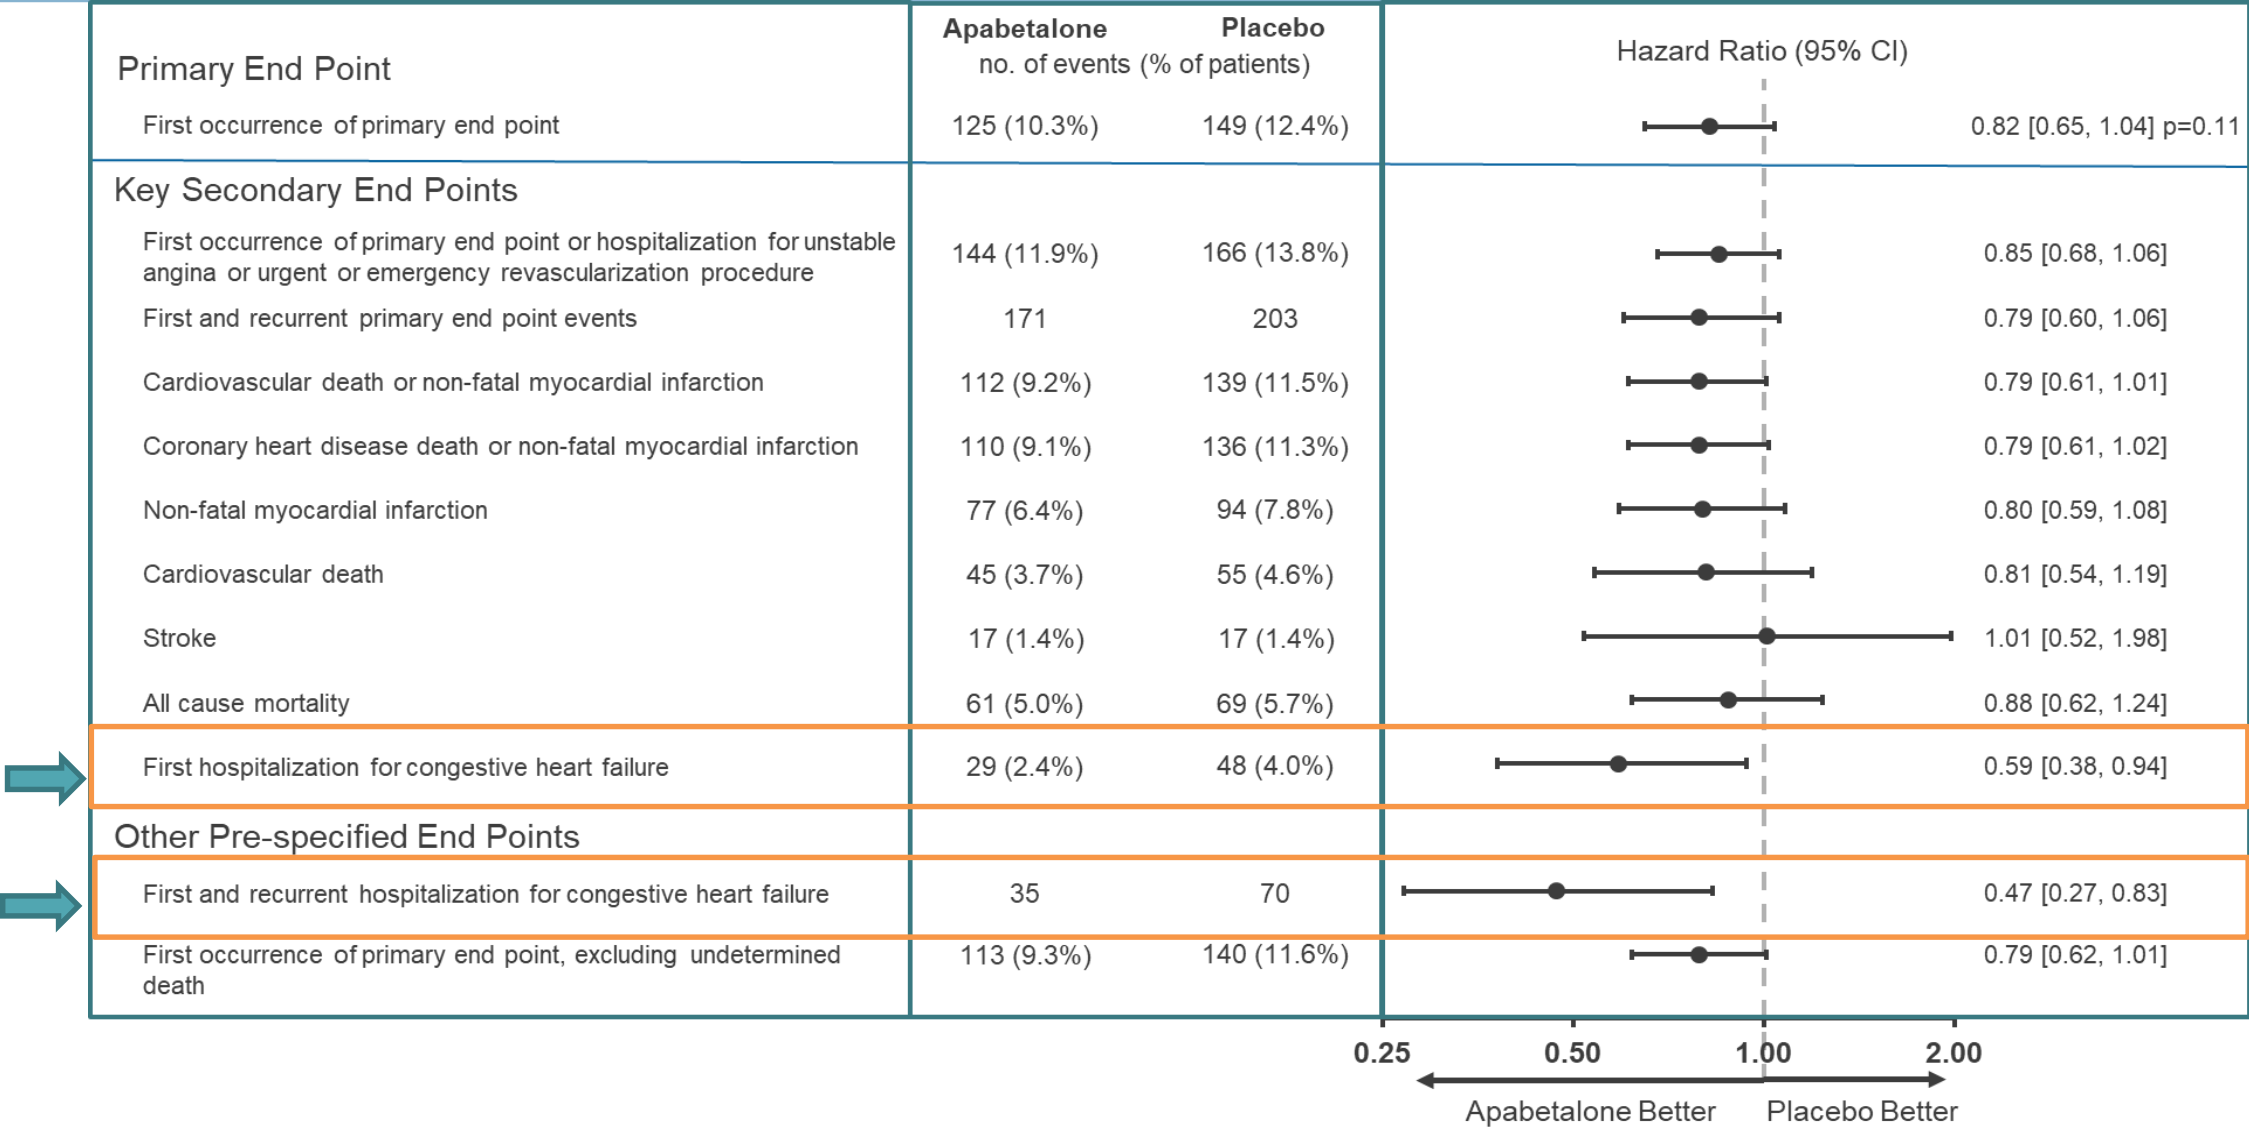 Apabetalone Placebo
Primary End Point no. of events (% of patients) Hazard Ratio (95% CI)
First occurrence of primary end point 125 (10.3%) 149 (12.4%) 0.82 [0.65, 1.04] p=0.11
Key Secondary End Points
First occurrence of primary end point or hospitalization for unstable
angina or urgent or emergency revascularization procedure 144 (11.9%) 166 (13.8%) 0.85 [0.68, 1.06]
First and recurrent primary end point events 171 203 0.79 [0.60, 1.06]
Cardiovascular death or non-fatal myocardial infarction 112 (9.2%) 139 (11.5%) 0.79 [0.61, 1.01]
Coronary heart disease death or non-fatal myocardial infarction 110 (9.1%) 136 (11.3%) 0.79 [0.61, 1.02]
Non-fatal myocardial infarction 77 (6.4%) 94 (7.8%) 0.80 [0.59, 1.08]
Cardiovascular death 45 (3.7%) 55 (4.6%) 0.81 [0.54, 1.19]
Stroke 17 (1.4%) 17 (1.4%) 1.01 [0.52, 1.98]
All cause mortality 61 (5.0%) 69 (5.7%) 0.88 [0.62, 1.24]
First hospitalization for congestive heart failure 29 (2.4%) 48 (4.0%) 0.59 [0.38, 0.94]
Other Pre-specified End Points
First and recurrent hospitalization for congestive heart failure 35 70 0.47 [0.27, 0.83]
First occurrence of primary end point, excluding undetermined 113 (9.3%) 140 (11.6%) 0.79 [0.62, 1.01]
death
0.25 0.50 1.00 2.00
Apabetalone Better Placebo Better